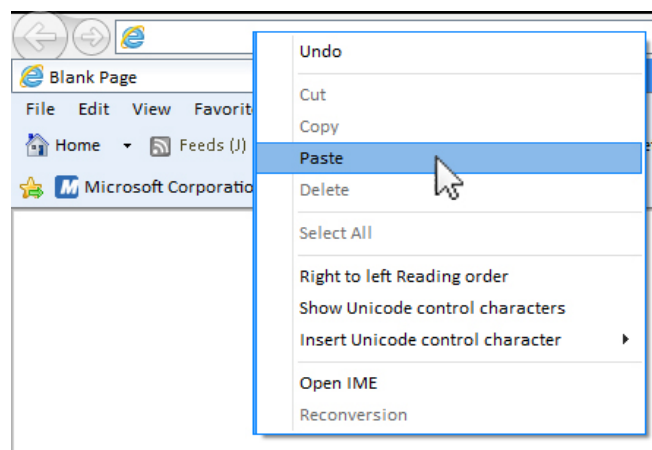 Undo
Blank Page
Cut
File Edit View Favorit
Copy
Home Feeds (J)
Paste
Microsoft Corporatio
Delete
Select All
Right to left Reading order
Show Unicode control characters
Insert Unicode control character
Open IME
Reconversion